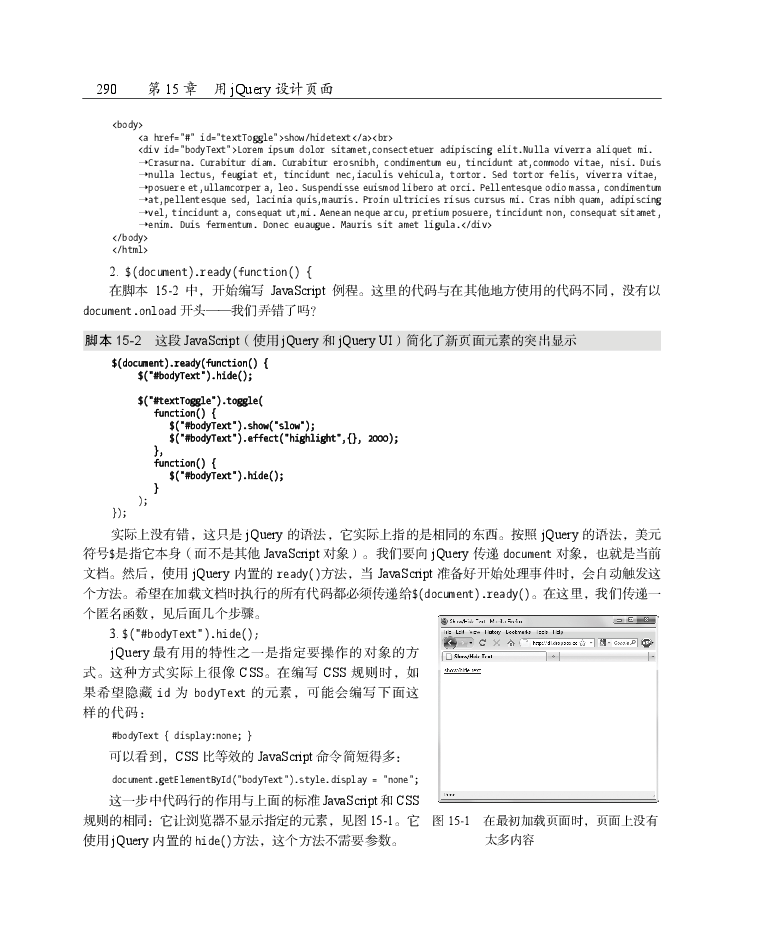 290 第 15 章 用 jQuery 设计页面
<body>
<a href="#" id="textToggle">show/hidetext</a><br>
<div id="bodyText">Lorem ipsum dolor sitamet,consectetuer adipiscing elit.Nulla viverra aliquet mi.
→Crasurna. Curabitur diam. Curabitur erosnibh, condimentum eu, tincidunt at,commodo vitae, nisi. Duis
→nulla lectus, feugiat et, tincidunt nec,iaculis vehicula, tortor. Sed tortor felis, viverra vitae,
→posuere et,ullamcorper a, leo. Suspendisse euismod libero at orci. Pellentesque odio massa, condimentum
→at,pellentesque sed, lacinia quis,mauris. Proin ultricies risus cursus mi. Cras nibh quam, adipiscing
→vel, tincidunt a, consequat ut,mi. Aenean neque arcu, pretium posuere, tincidunt non, consequat sitamet,
→enim. Duis fermentum. Donec euaugue. Mauris sit amet ligula.</div>
</body>
</html>
2. $(document).ready(function() {
在脚本 15-2 中，开始编写 JavaScript 例程。这里的代码与在其他地方使用的代码不同，没有以
document.onload 开头——我们弄错了吗？
脚本 15-2 这段 JavaScript（使用 jQuery 和 jQuery UI）简化了新页面元素的突出显示
$(document).ready(function() {
$("#bodyText").hide();
$("#textToggle").toggle(
function() {
$("#bodyText").show("slow");
$("#bodyText").effect("highlight",{}, 2000);
},
function() {
$("#bodyText").hide();
}
);
});
实际上没有错，这只是 jQuery 的语法，它实际上指的是相同的东西。按照 jQuery 的语法，美元
符号$是指它本身（而不是其他 JavaScript 对象）。我们要向 jQuery 传递 document 对象，也就是当前
文档。然后，使用 jQuery 内置的 ready()方法，当 JavaScript 准备好开始处理事件时，会自动触发这
个方法。希望在加载文档时执行的所有代码都必须传递给$(document).ready()。在这里，我们传递一
个匿名函数，见后面几个步骤。
3. $("#bodyText").hide();
jQuery 最有用的特性之一是指定要操作的对象的方
式。这种方式实际上很像 CSS。在编写 CSS 规则时，如
果希望隐藏 id 为 bodyText 的元素，可能会编写下面这
样的代码：
#bodyText { display:none; }
可以看到，CSS 比等效的 JavaScript 命令简短得多：
document.getElementById("bodyText").style.display = "none";
这一步中代码行的作用与上面的标准 JavaScript 和 CSS
规则的相同：它让浏览器不显示指定的元素，见图 15-1。它
使用 jQuery 内置的 hide()方法，这个方法不需要参数。
Show/Hide Text - Mozilla Firefox
File Edit View History Bookmarks Tools Help
Show/Hide Text
show/hide text
Done
图 15-1 在最初加载页面时，页面上没有
太多内容